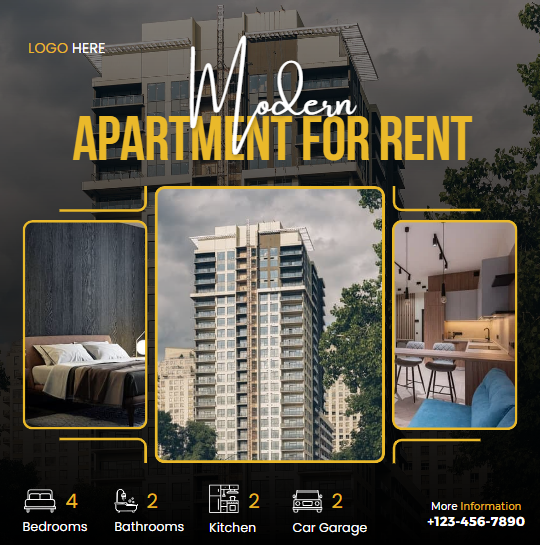 LOGO HERE
Modern
APARTMENT FOR RENT
4
Bedrooms
2
Bathrooms
2
Kitchen
2
Car Garage
More Information
+123-456-7890